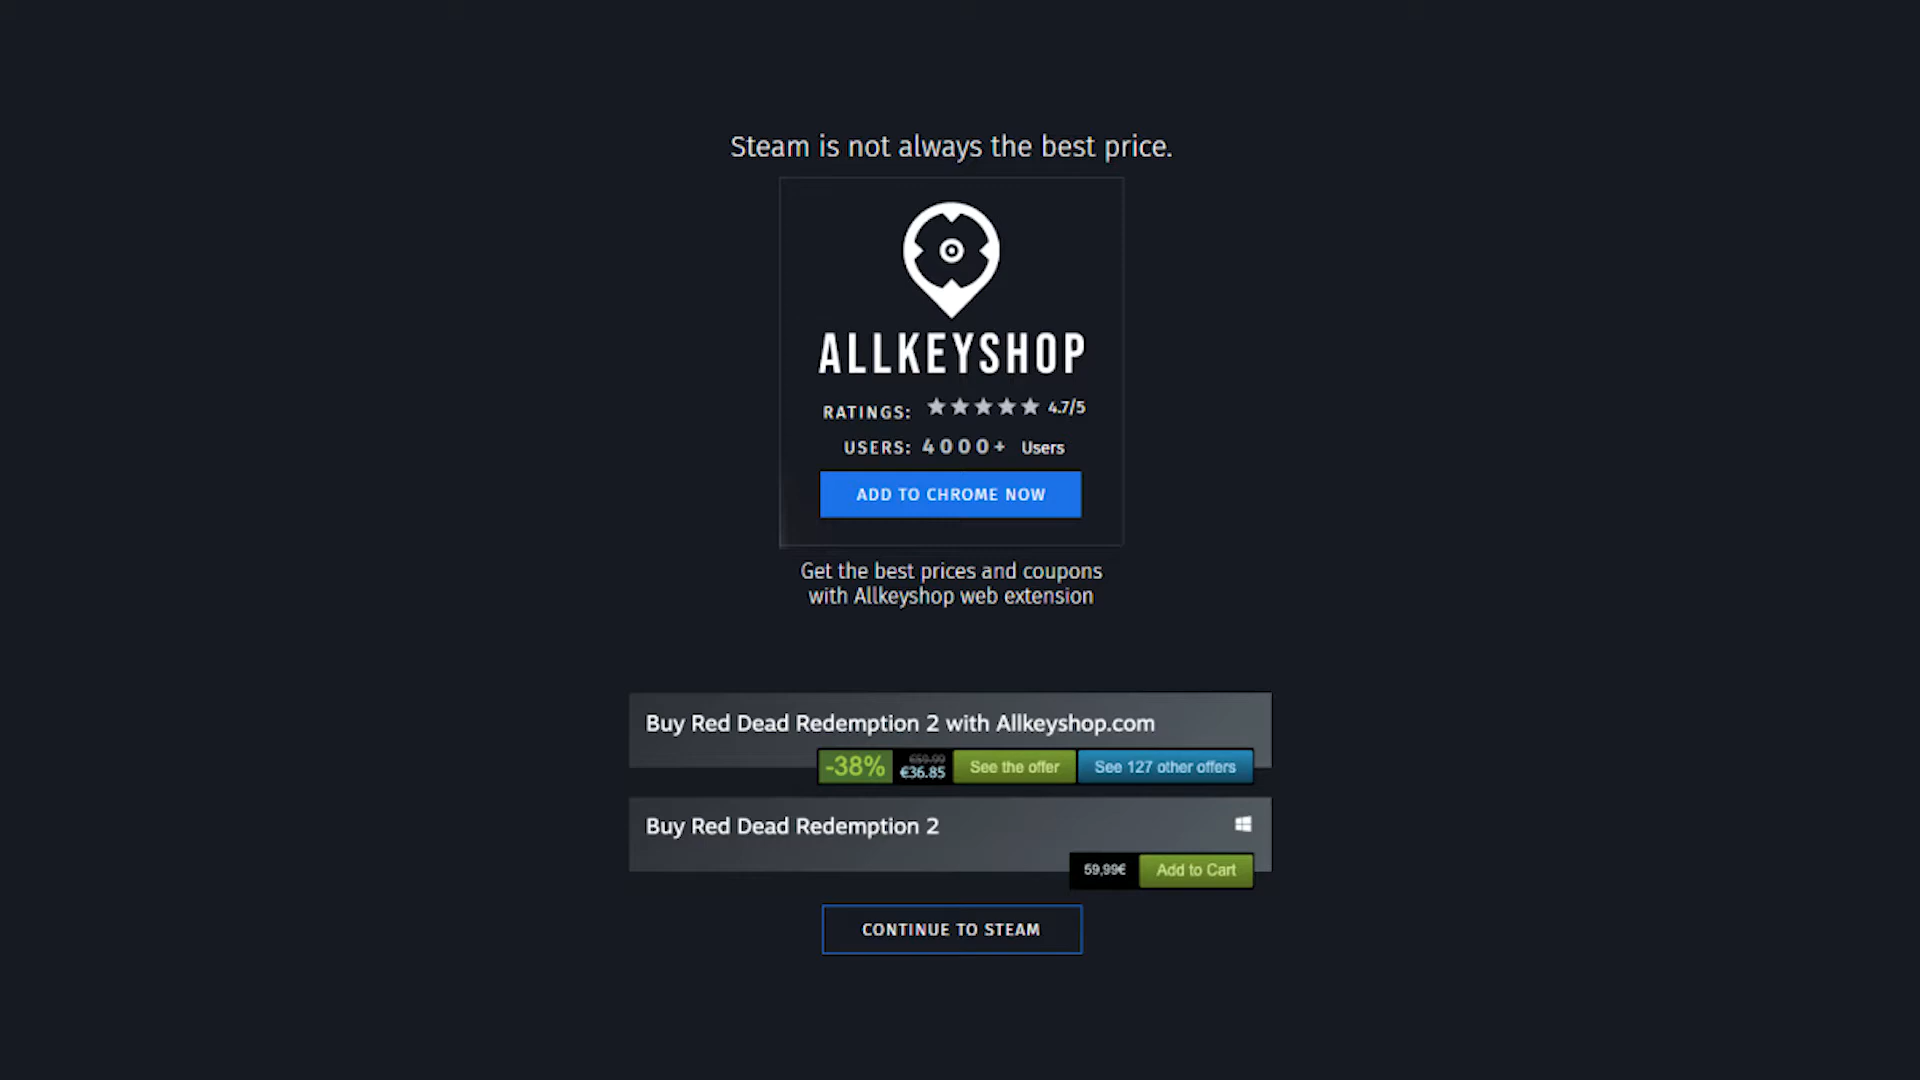 Steam is not always the best price.
ALLKEYSHOP
RATINGS: ★★★★★ 4.7/5
USERS: 4000+ Users
ADD TO CHROME NOW
Get the best prices and coupons
with Allkeyshop web extension
Buy Red Dead Redemption 2 with Allkeyshop.com
-38% €59.99 €36.85 See the offer See 127 other offers
Buy Red Dead Redemption 2
59,99€ Add to Cart
CONTINUE TO STEAM